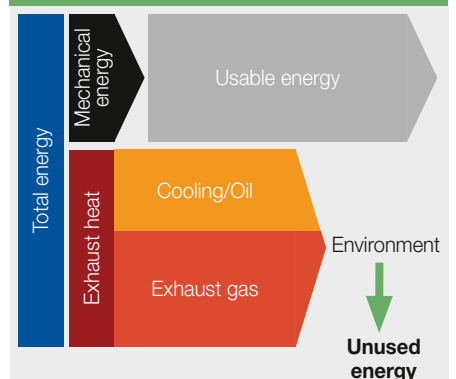 Total energy
Mechanical
energy
Usable energy
Exhaust heat
Cooling/Oil
Exhaust gas
Environment
Unused
energy